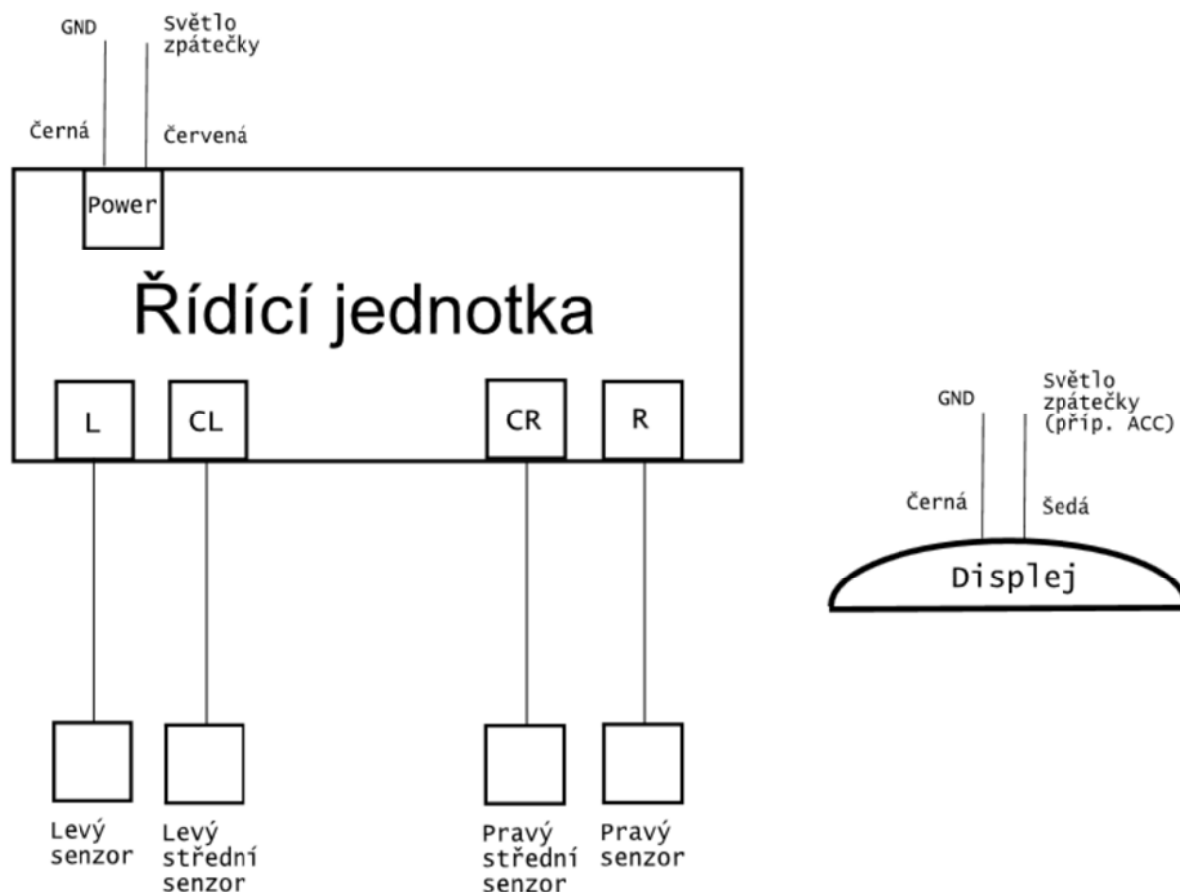 GND
Světlo
zpátečky
Černá
Červená
Power
Řídící jednotka
L
CL
CR
R
GND
Světlo
zpátečky
(příp. ACC)
Černá
Šedá
Displej
Levý
senzor
Levý
střední
senzor
Pravý
střední
senzor
Pravý
senzor